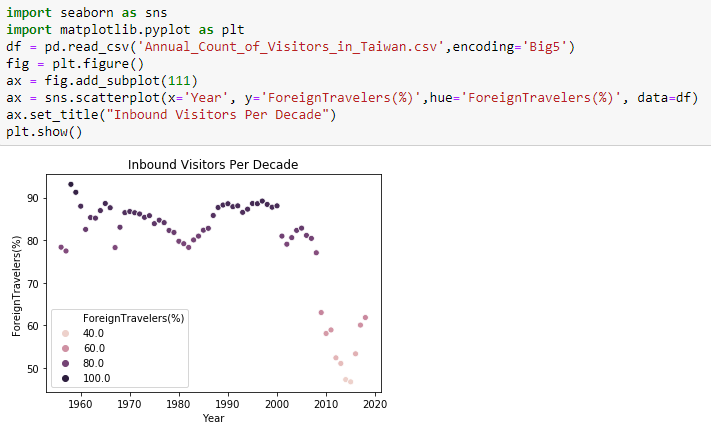 import seaborn as sns
import matplotlib.pyplot as plt
df = pd.read_csv('Annual_Count_of_Visitors_in_Taiwan.csv',encoding='Big5')
fig = plt.figure()
ax = fig.add_subplot(111)
ax = sns.scatterplot(x='Year', y='ForeignTravelers(%)',hue='ForeignTravelers(%)', data=df)
ax.set_title("Inbound Visitors Per Decade")
plt.show()
Inbound Visitors Per Decade
90
80
70
60
50
ForeignTravelers(%)
ForeignTravelers(%)
40.0
60.0
80.0
100.0
1960 1970 1980 1990 2000 2010 2020
Year